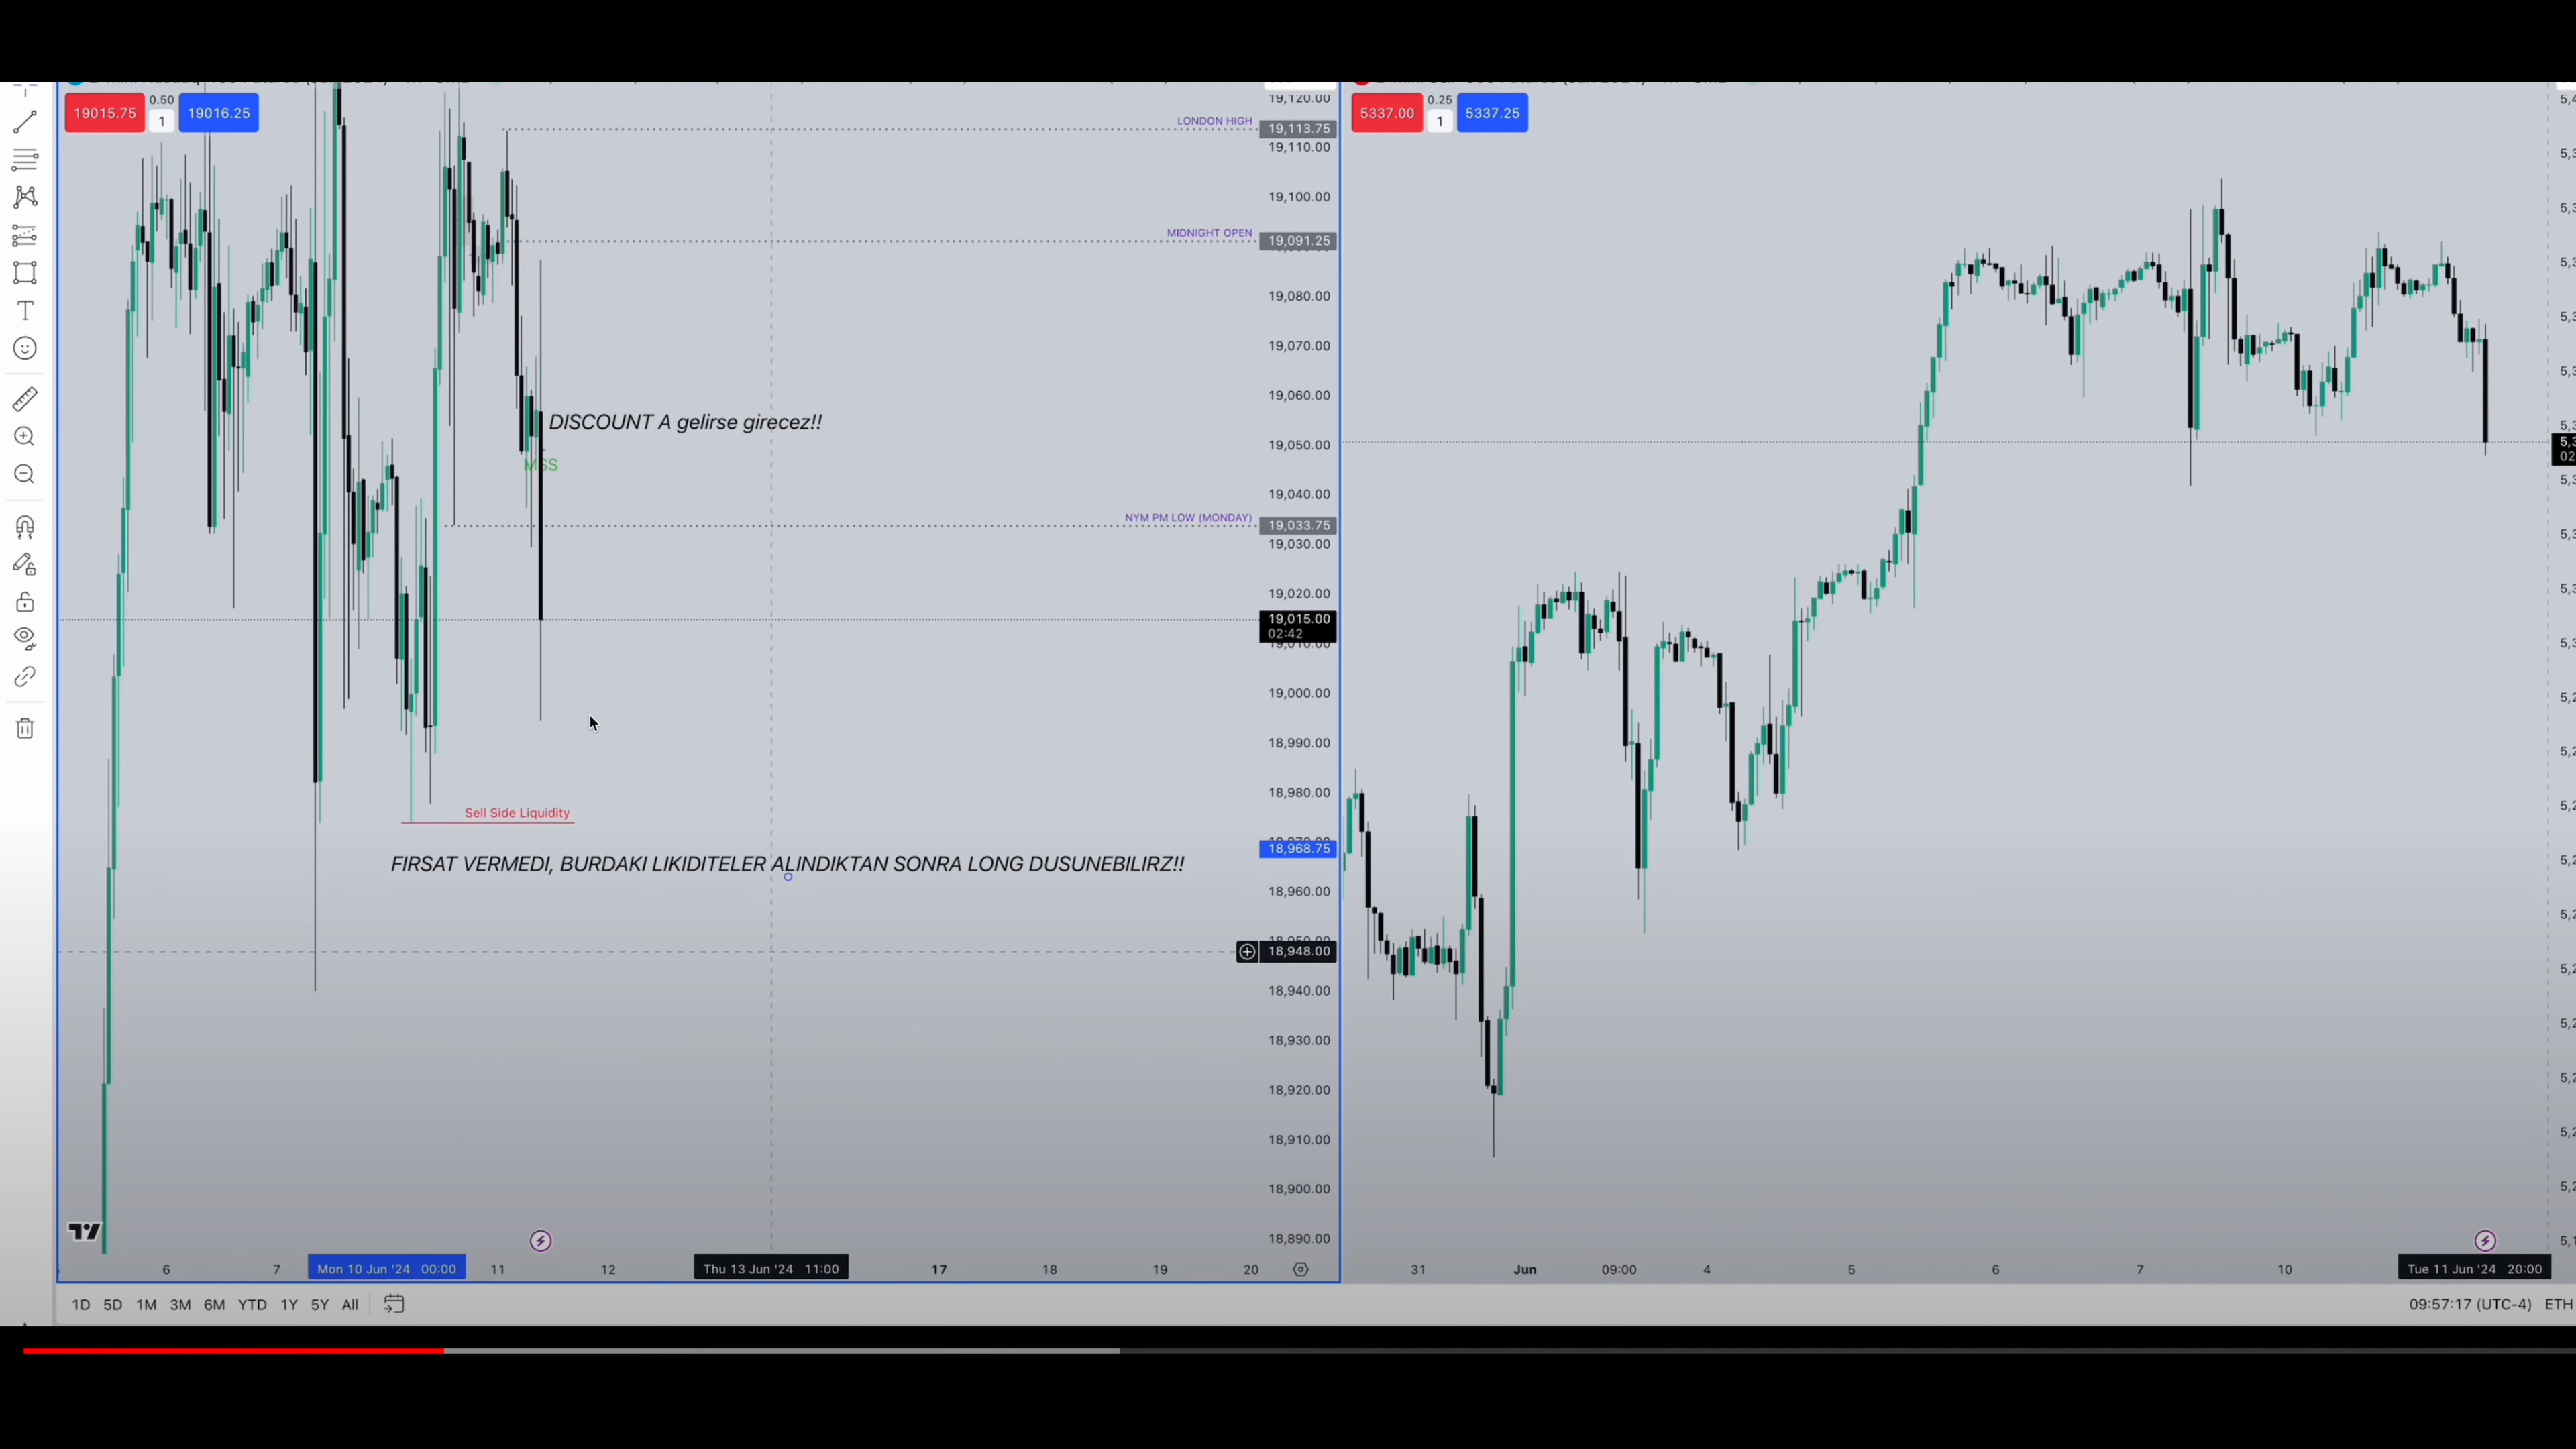 19015.75 0.50 1 19016.25
5337.00 0.25 1 5337.25
19,120.00
LONDON HIGH 19,113.75
19,110.00
19,100.00
MIDNIGHT OPEN 19,091.25
19,080.00
19,070.00
19,060.00
DISCOUNT A gelirse girecez!!
19,050.00
MSS
19,040.00
NYM PM LOW (MONDAY) 19,033.75
19,030.00
19,020.00
19,015.00
02:42
19,010.00
19,000.00
18,990.00
18,980.00
Sell Side Liquidity
18,968.75
FIRSAT VERMEDI, BURDAKI LIKIDITELER ALINDIKTAN SONRA LONG DUSUNEBILIRZ!!
18,960.00
18,948.00
18,940.00
18,930.00
18,920.00
18,910.00
18,900.00
18,890.00
6 7 Mon 10 Jun '24 00:00 11 12 Thu 13 Jun '24 11:00 17 18 19 20
31 Jun 09:00 4 5 6 7 10 Tue 11 Jun '24 20:00
1D 5D 1M 3M 6M YTD 1Y 5Y All
09:57:17 (UTC-4) ETH